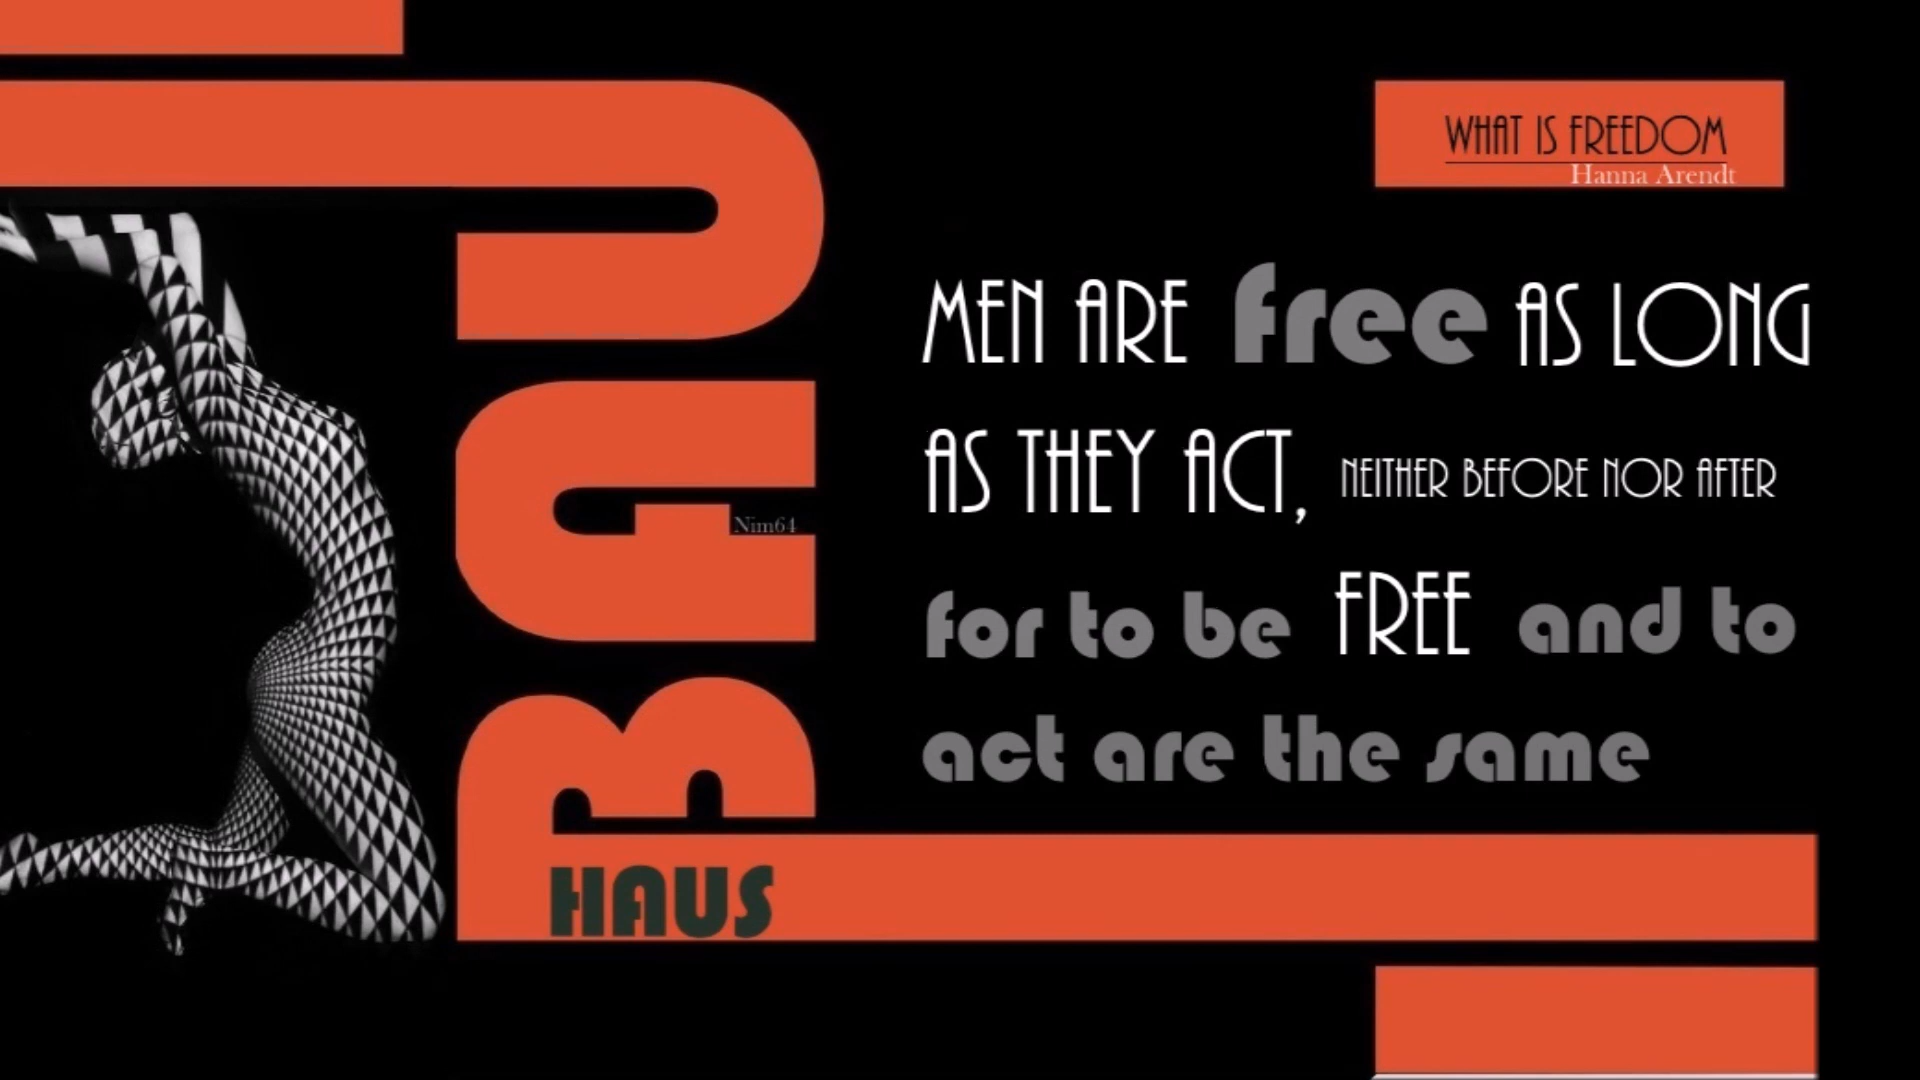 WHAT IS FREEDOM
Hanna Arendt
MEN ARE free AS LONG
AS THEY ACT, NEITHER BEFORE NOR AFTER
for to be FREE and to
act are the same
BAU
Nim64
HAUS